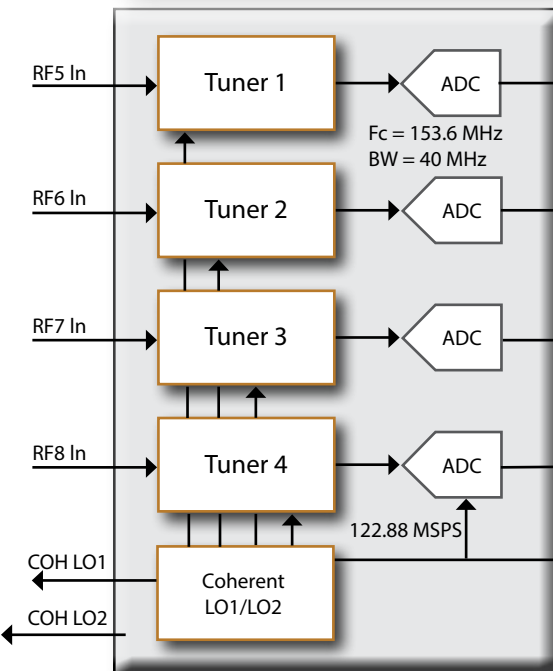 RF5 In
Tuner 1
ADC
Fc = 153.6 MHz
BW = 40 MHz
RF6 In
Tuner 2
ADC
RF7 In
Tuner 3
ADC
RF8 In
Tuner 4
ADC
122.88 MSPS
COH LO1
Coherent
LO1/LO2
COH LO2